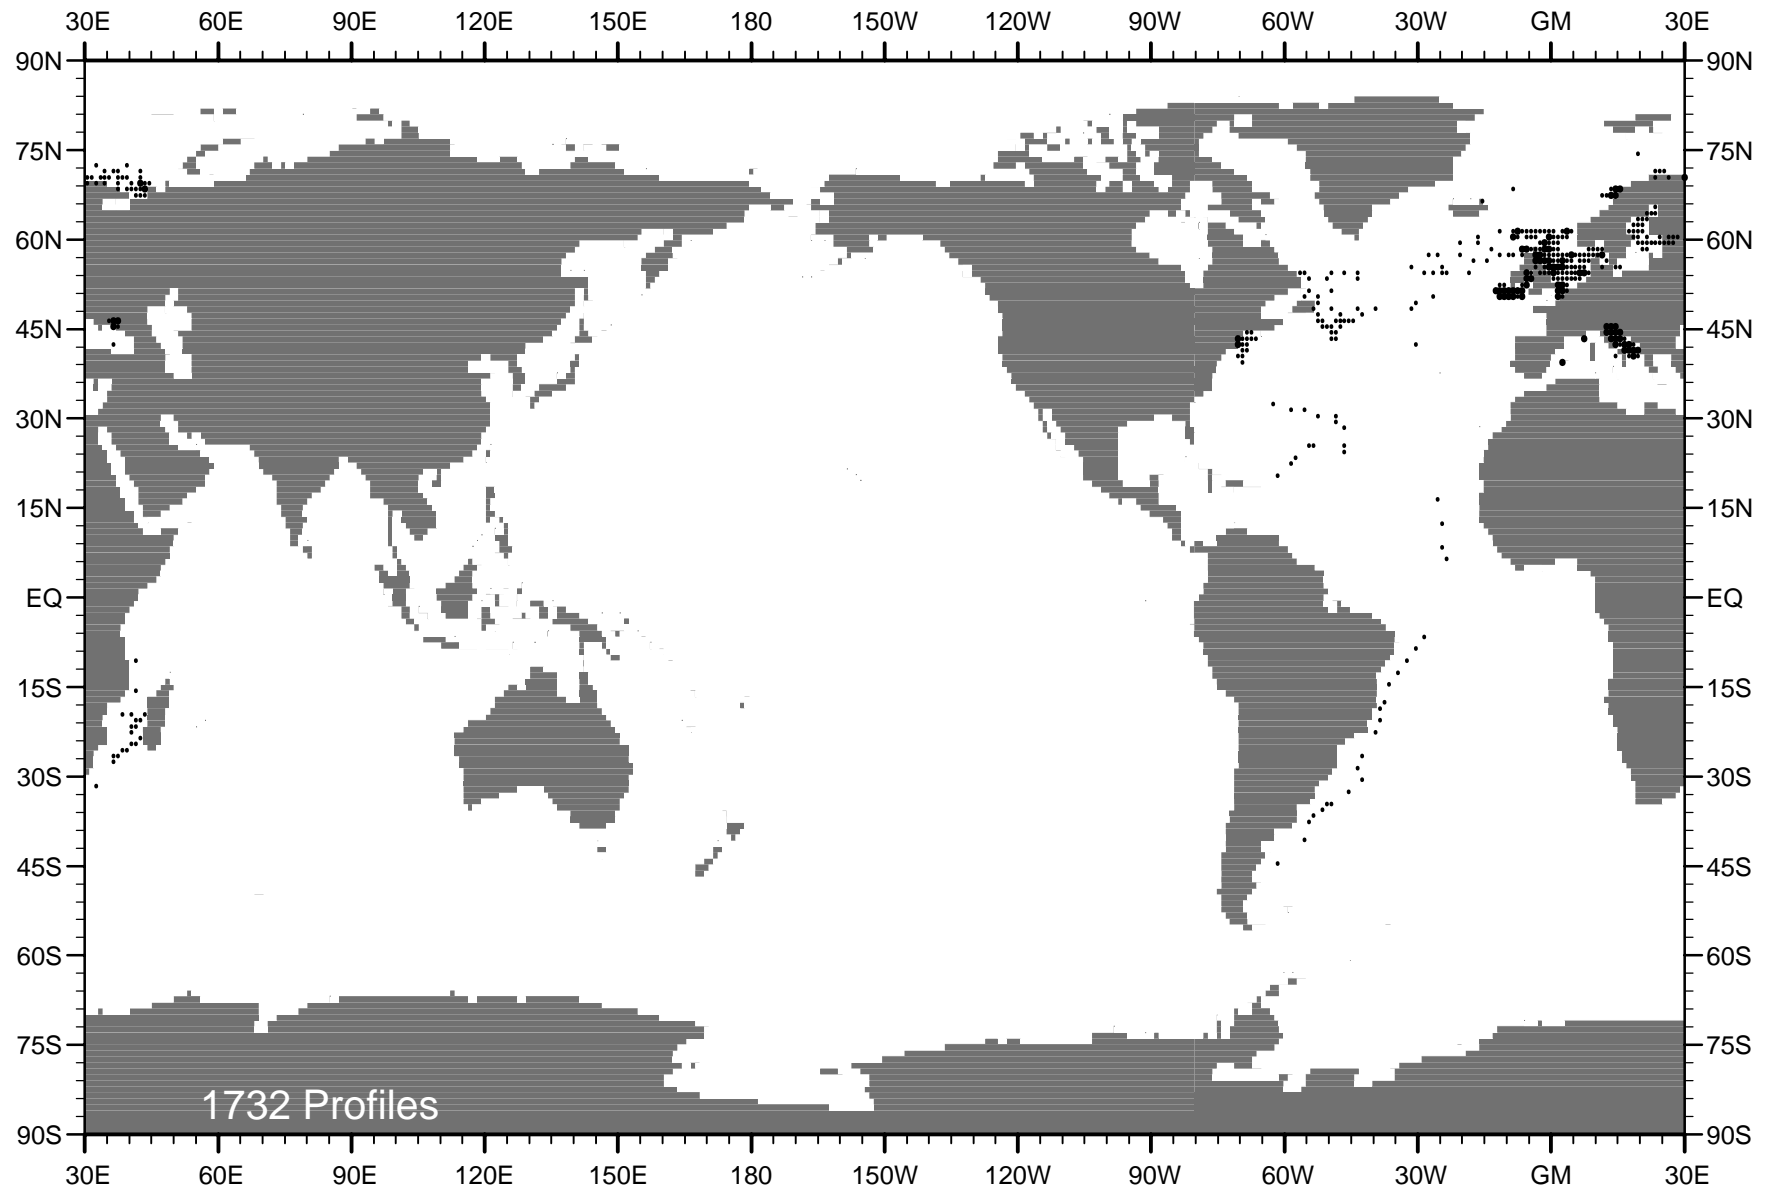 30E 60E 90E 120E 150E 180 150W 120W 90W 60W 30W GM 30E
90N 90N
75N 75N
60N 60N
45N 45N
30N 30N
15N 15N
EQ EQ
15S 15S
30S 30S
45S 45S
60S 60S
75S 75S
1732 Profiles
90S 90S
30E 60E 90E 120E 150E 180 150W 120W 90W 60W 30W GM 30E